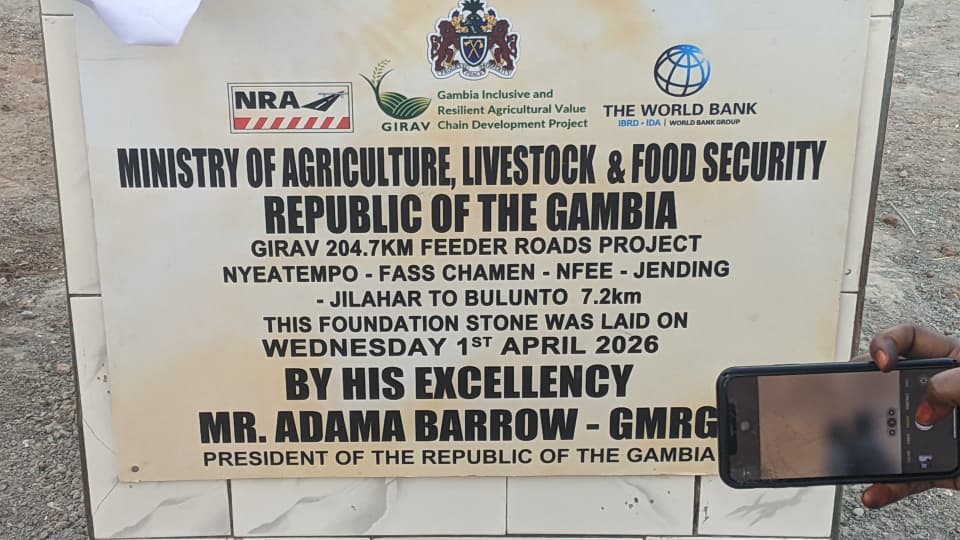 NRA
GIRAV
Gambia Inclusive and
Resilient Agricultural Value
Chain Development Project
THE WORLD BANK
IBRD • IDA | WORLD BANK GROUP
MINISTRY OF AGRICULTURE, LIVESTOCK & FOOD SECURITY
REPUBLIC OF THE GAMBIA
GIRAV 204.7KM FEEDER ROADS PROJECT
NYEATEMPO - FASS CHAMEN - NFEE - JENDING
- JILAHAR TO BULUNTO 7.2km
THIS FOUNDATION STONE WAS LAID ON
WEDNESDAY 1ST APRIL 2026
BY HIS EXCELLENCY
MR. ADAMA BARROW - GMRG
PRESIDENT OF THE REPUBLIC OF THE GAMBIA